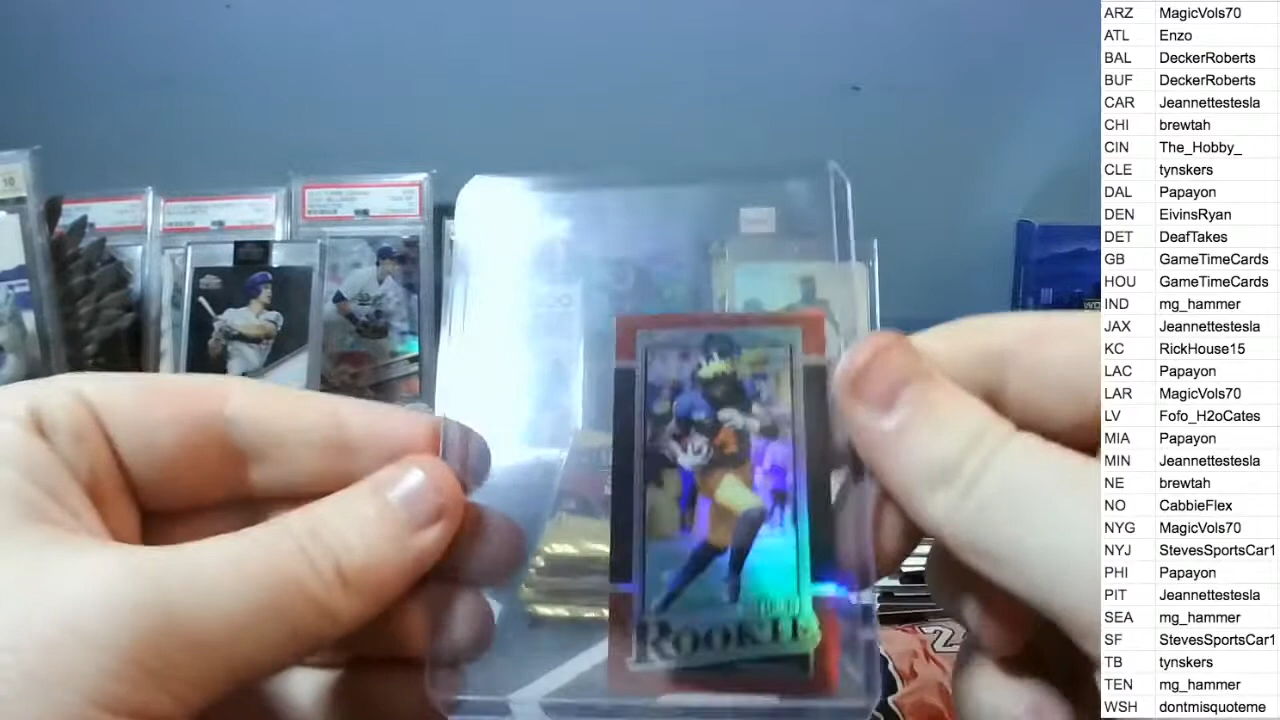 10
ROOKIE
ARZ MagicVols70
ATL Enzo
BAL DeckerRoberts
BUF DeckerRoberts
CAR Jeannettestesla
CHI brewtah
CIN The_Hobby_
CLE tynskers
DAL Papayon
DEN EivinsRyan
DET DeafTakes
GB GameTimeCards
HOU GameTimeCards
IND mg_hammer
JAX Jeannettestesla
KC RickHouse15
LAC Papayon
LAR MagicVols70
LV Fofo_H2oCates
MIA Papayon
MIN Jeannettestesla
NE brewtah
NO CabbieFlex
NYG MagicVols70
NYJ StevesSportsCar1
PHI Papayon
PIT Jeannettestesla
SEA mg_hammer
SF StevesSportsCar1
TB tynskers
TEN mg_hammer
WSH dontmisquoteme